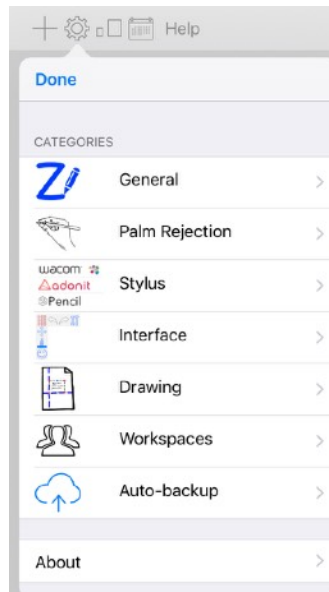 Help
Done
CATEGORIES
General
Palm Rejection
wacom
Adonit
Pencil
Stylus
Interface
Drawing
Workspaces
Auto-backup
About